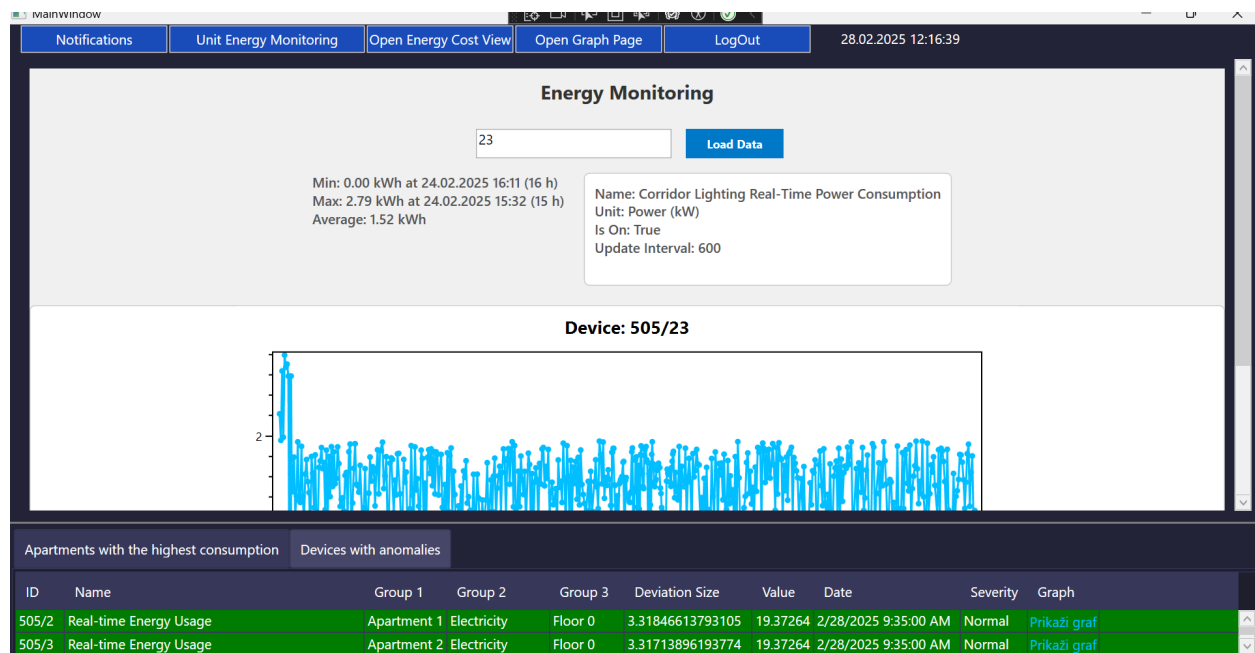 MainWindow
Notifications Unit Energy Monitoring Open Energy Cost View Open Graph Page LogOut 28.02.2025 12:16:39
Energy Monitoring
23 Load Data
Min: 0.00 kWh at 24.02.2025 16:11 (16 h)
Max: 2.79 kWh at 24.02.2025 15:32 (15 h)
Average: 1.52 kWh
Name: Corridor Lighting Real-Time Power Consumption
Unit: Power (kW)
Is On: True
Update Interval: 600
Device: 505/23
2
Apartments with the highest consumption Devices with anomalies
ID Name Group 1 Group 2 Group 3 Deviation Size Value Date Severity Graph
505/2 Real-time Energy Usage Apartment 1 Electricity Floor 0 3.31846613793105 19.37264 2/28/2025 9:35:00 AM Normal Prikaži graf
505/3 Real-time Energy Usage Apartment 2 Electricity Floor 0 3.31713896193774 19.37264 2/28/2025 9:35:00 AM Normal Prikaži graf